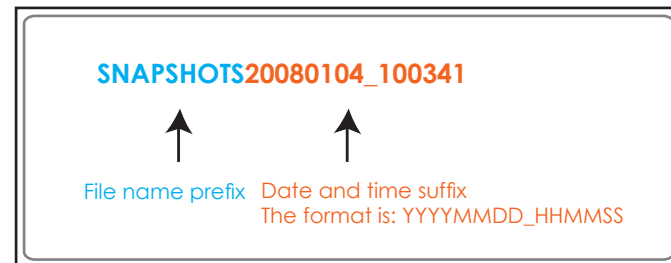 SNAPSHOTS20080104_100341
File name prefix Date and time suffix
The format is: YYYYMMDD_HHMMSS